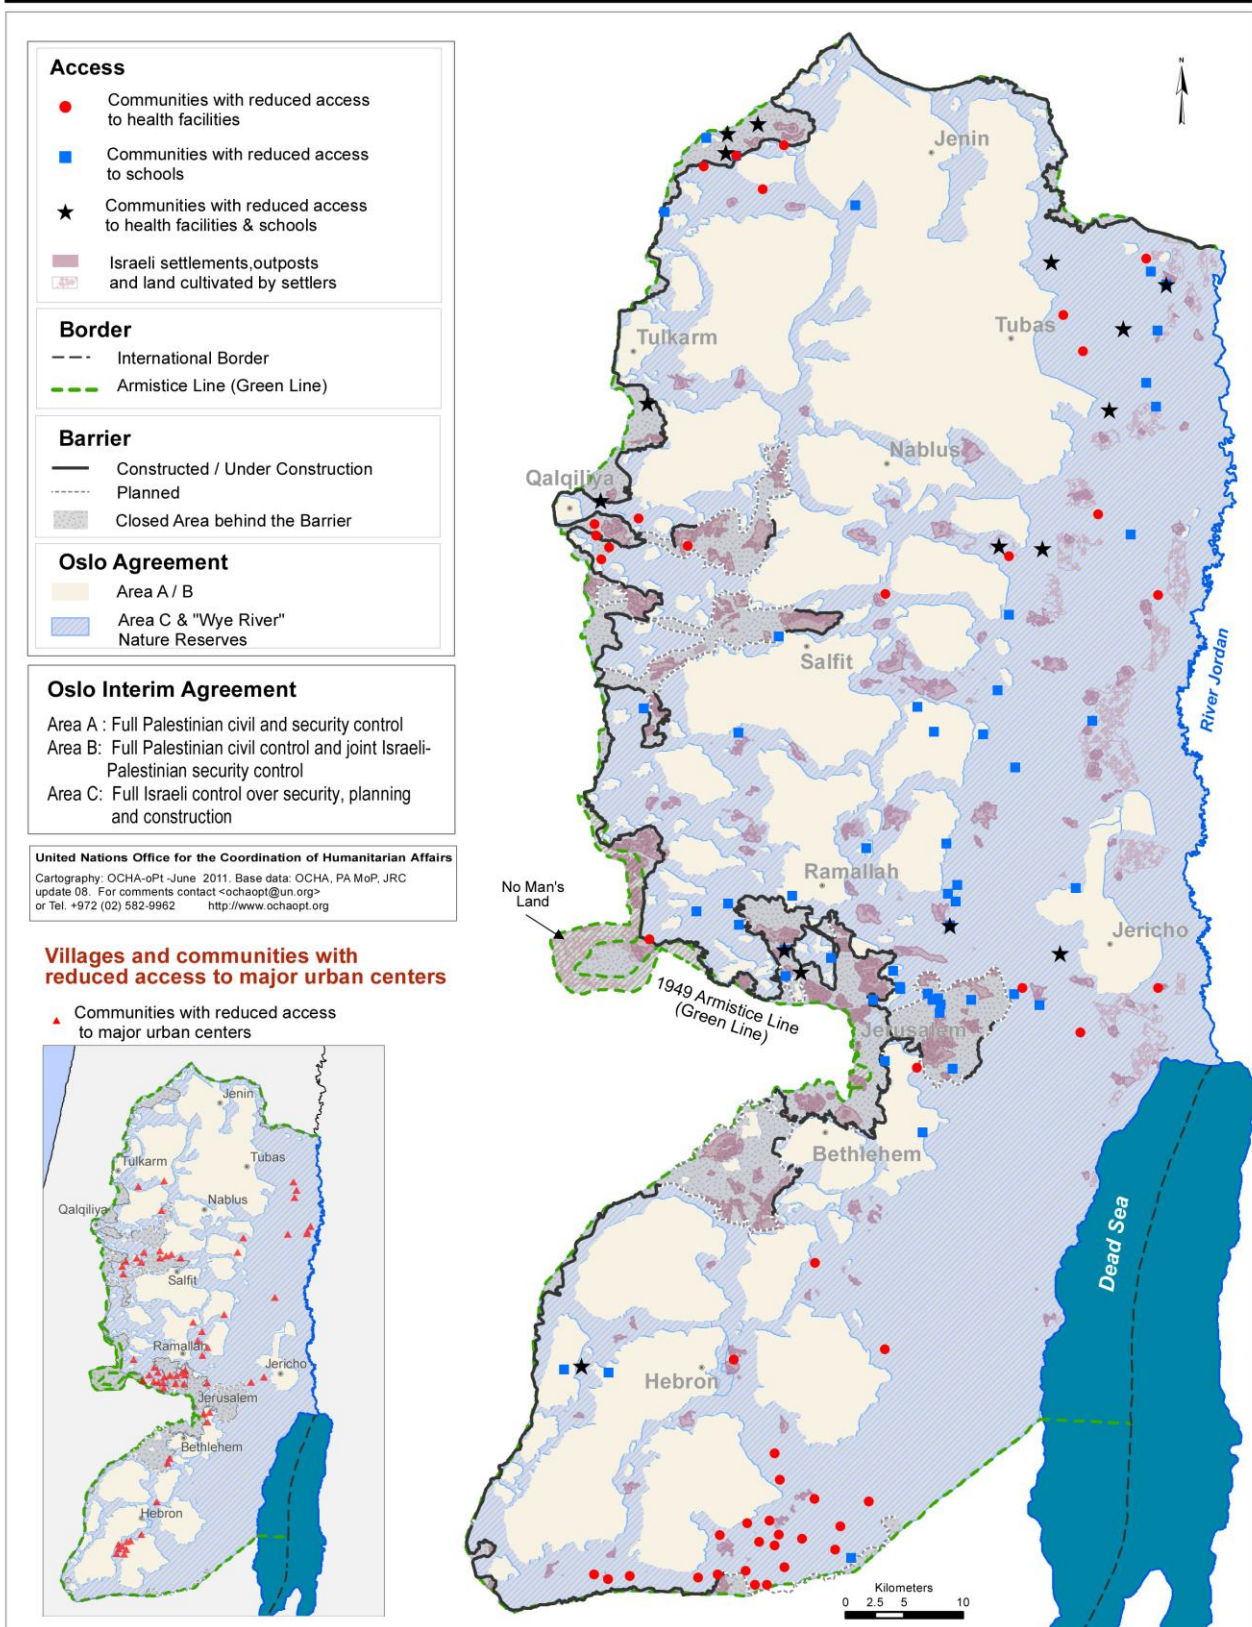 Access
Communities with reduced access
to health facilities
Communities with reduced access
to schools
Communities with reduced access
to health facilities & schools
Israeli settlements,outposts
and land cultivated by settlers
Border
International Border
Armistice Line (Green Line)
Barrier
Constructed / Under Construction
Planned
Closed Area behind the Barrier
Oslo Agreement
Area A / B
Area C & "Wye River"
Nature Reserves
Oslo Interim Agreement
Area A : Full Palestinian civil and security control
Area B: Full Palestinian civil control and joint Israeli-
Palestinian security control
Area C: Full Israeli control over security, planning
and construction
United Nations Office for the Coordination of Humanitarian Affairs
Cartography: OCHA-oPt -June 2011. Base data: OCHA, PA MoP, JRC
update 08. For comments contact <ochaopt@un.org>
or Tel. +972 (02) 582-9962 http://www.ochaopt.org
Villages and communities with
reduced access to major urban centers
Communities with reduced access
to major urban centers
Jenin
Tulkarm
Tubas
Qalqiliya
Nablus
Salfit
Ramallah
Jericho
Jerusalem
Bethlehem
Hebron
N
Jenin
Tulkarm
Tubas
Nablus
Qalqiliya
Salfit
River Jordan
Ramallah
No Man's
Land
Jericho
1949 Armistice Line
(Green Line)
Jerusalem
Bethlehem
Dead Sea
Hebron
Kilometers
0 2.5 5 10